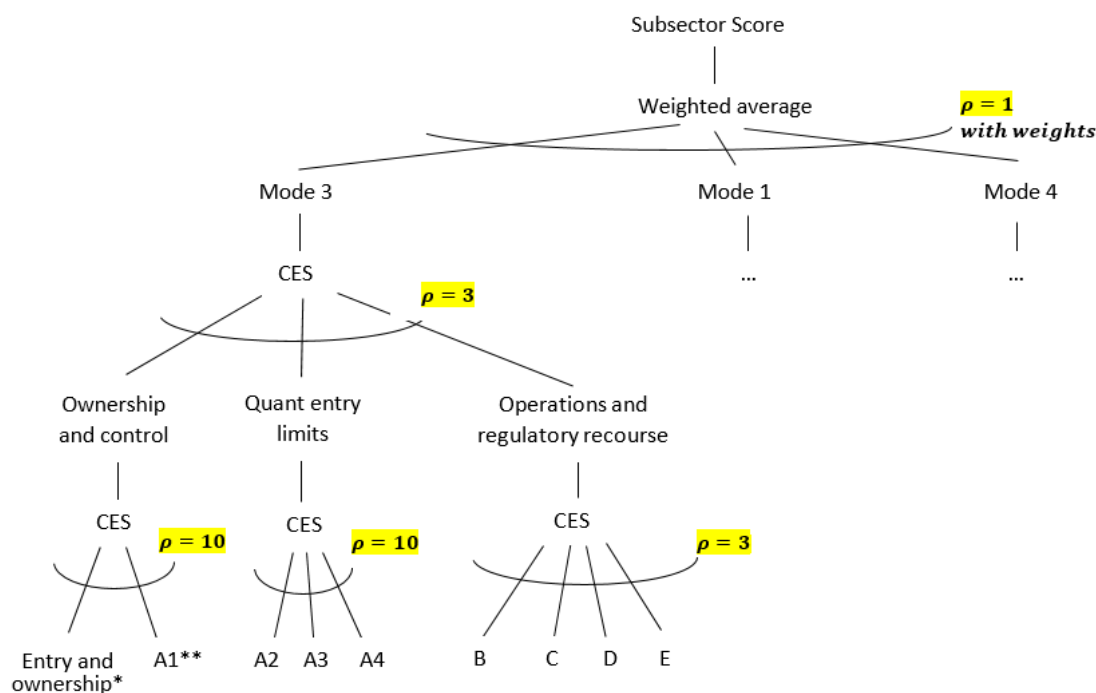 Subsector Score
Weighted average
ρ = 1
with weights
Mode 3
Mode 1
Mode 4
CES
...
...
ρ = 3
Ownership
and control
Quant entry
limits
Operations and
regulatory recourse
CES
ρ = 10
CES
ρ = 10
CES
ρ = 3
Entry and
ownership*
A1**
A2
A3
A4
B
C
D
E